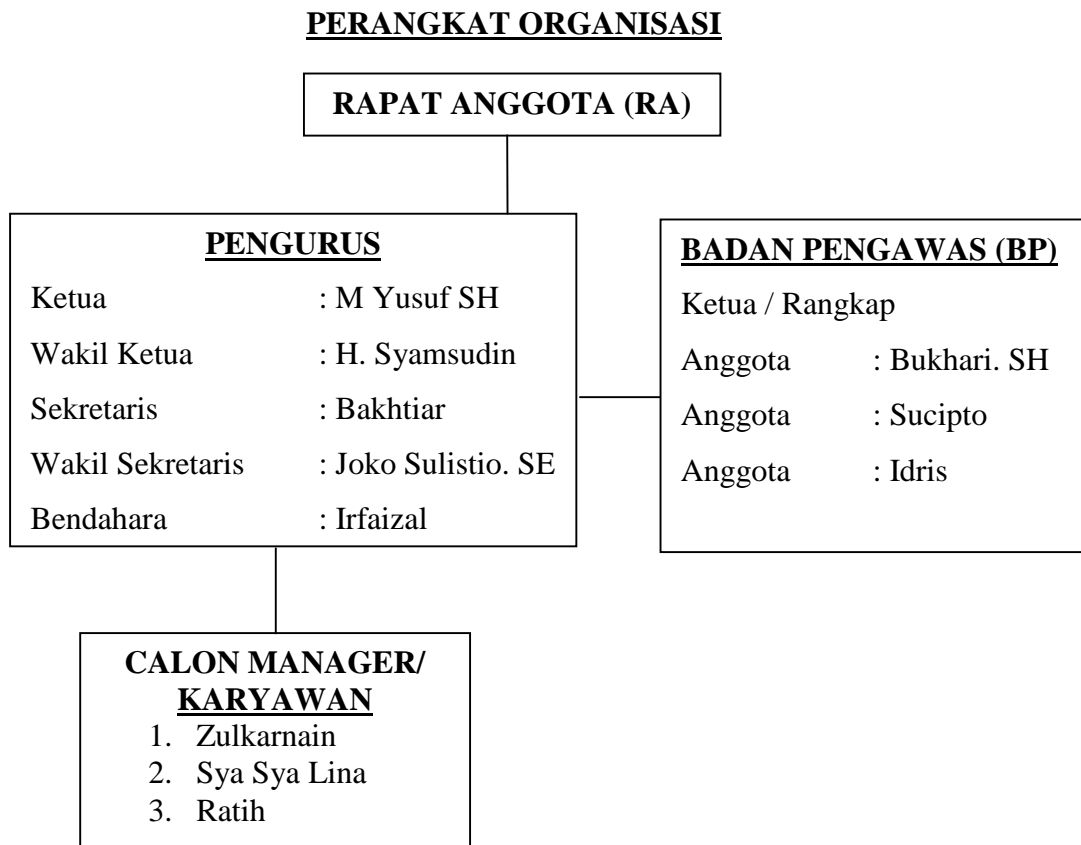 PERANGKAT ORGANISASI
RAPAT ANGGOTA (RA)
PENGURUS
Ketua : M Yusuf SH
Wakil Ketua : H. Syamsudin
Sekretaris : Bakhtiar
Wakil Sekretaris : Joko Sulistio. SE
Bendahara : Irfaizal
BADAN PENGAWAS (BP)
Ketua / Rangkap
Anggota : Bukhari. SH
Anggota : Sucipto
Anggota : Idris
CALON MANAGER/
KARYAWAN
1. Zulkarnain
2. Sya Sya Lina
3. Ratih